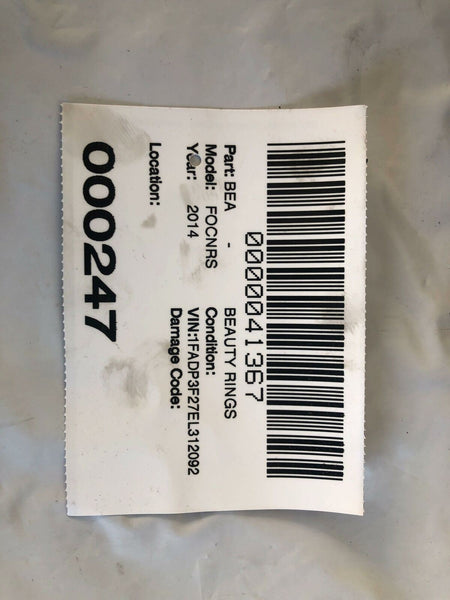 0000041367
Part: BEA - BEAUTY RINGS
Model: FOCNRS Condition:
Year: 2014 VIN:1FADP3F27EL312092
Damage Code:
Location:
000247